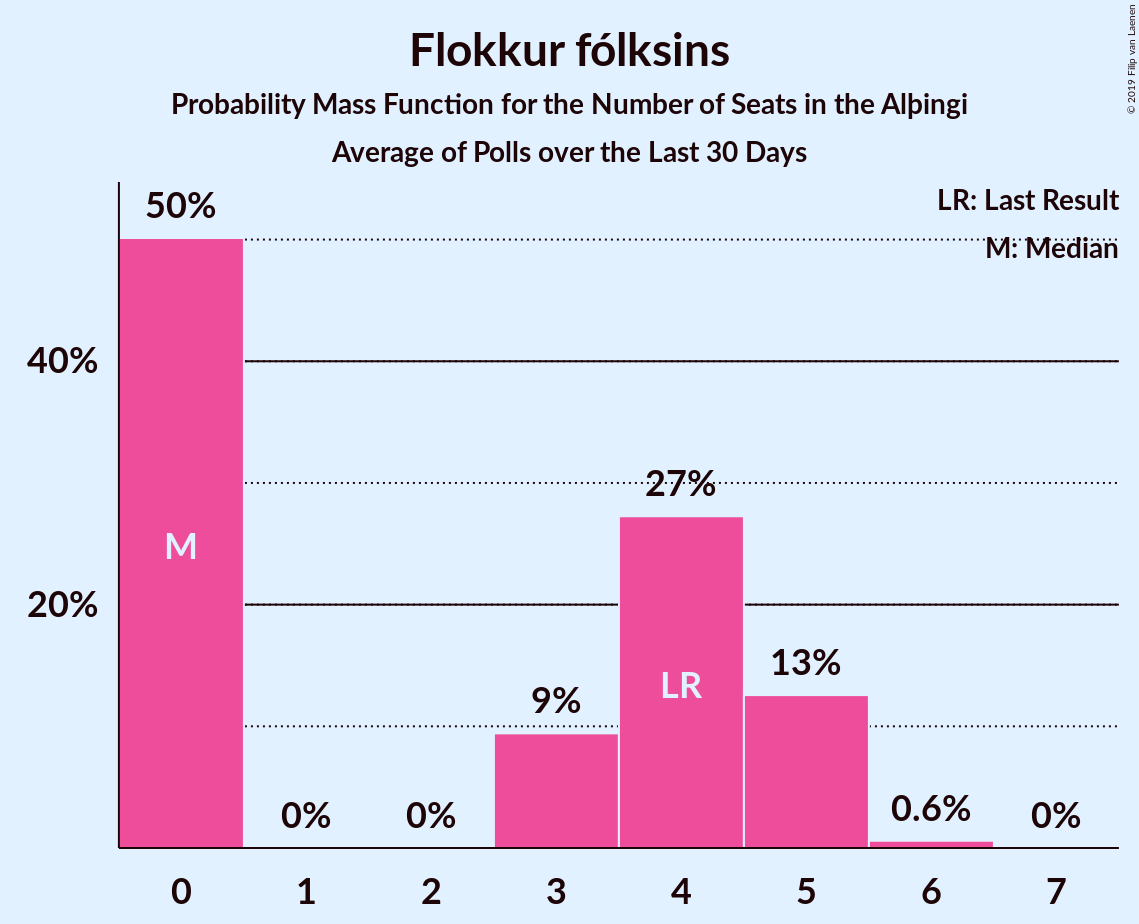 Flokkur fólksins
Probability Mass Function for the Number of Seats in the Alþingi
Average of Polls over the Last 30 Days
© 2019 Filip van Laenen
LR: Last Result
M: Median
50%
40%
20%
M
0%
0%
9%
27%
LR
13%
0.6%
0%
0 1 2 3 4 5 6 7